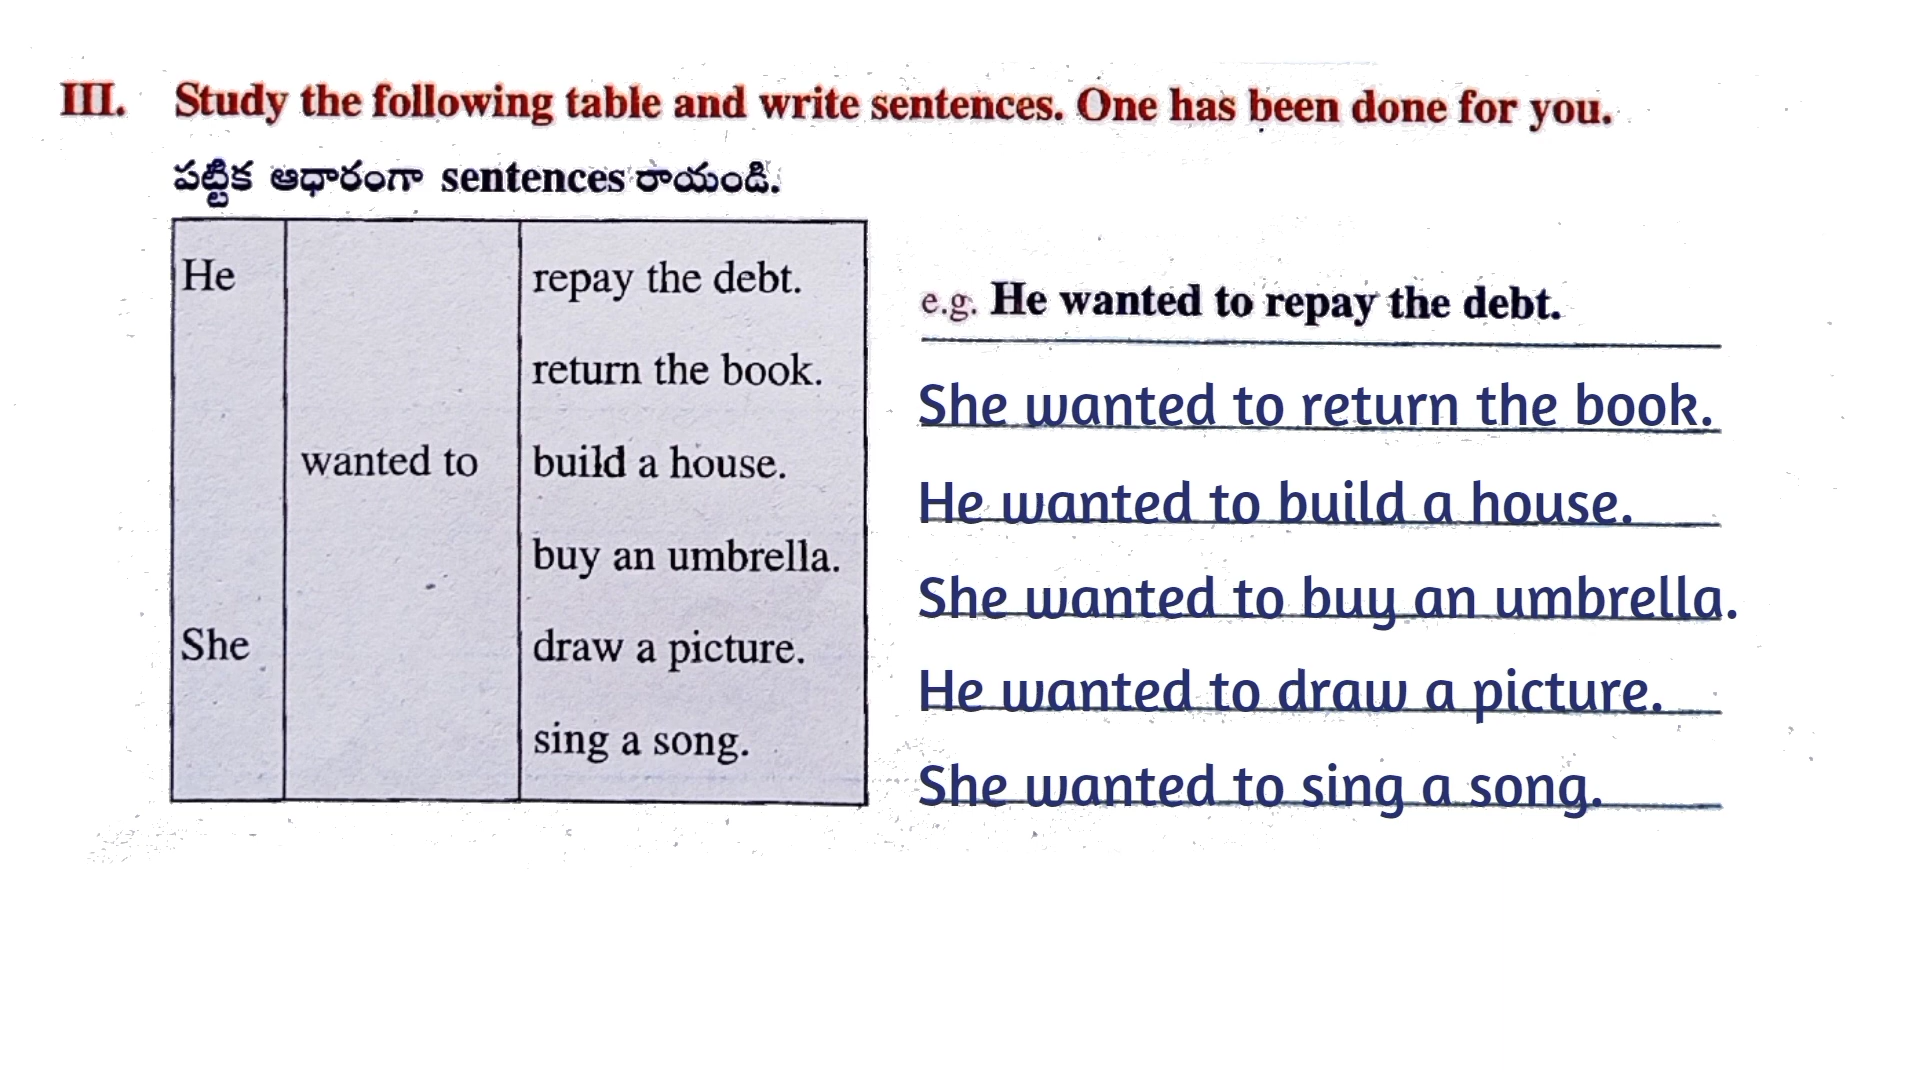 III. Study the following table and write sentences. One has been done for you.
పట్టిక ఆధారంగా sentences రాయండి.
He
wanted to
She
repay the debt.
return the book.
build a house.
buy an umbrella.
draw a picture.
sing a song.
e.g. He wanted to repay the debt.
She wanted to return the book.
He wanted to build a house.
She wanted to buy an umbrella.
He wanted to draw a picture.
She wanted to sing a song.